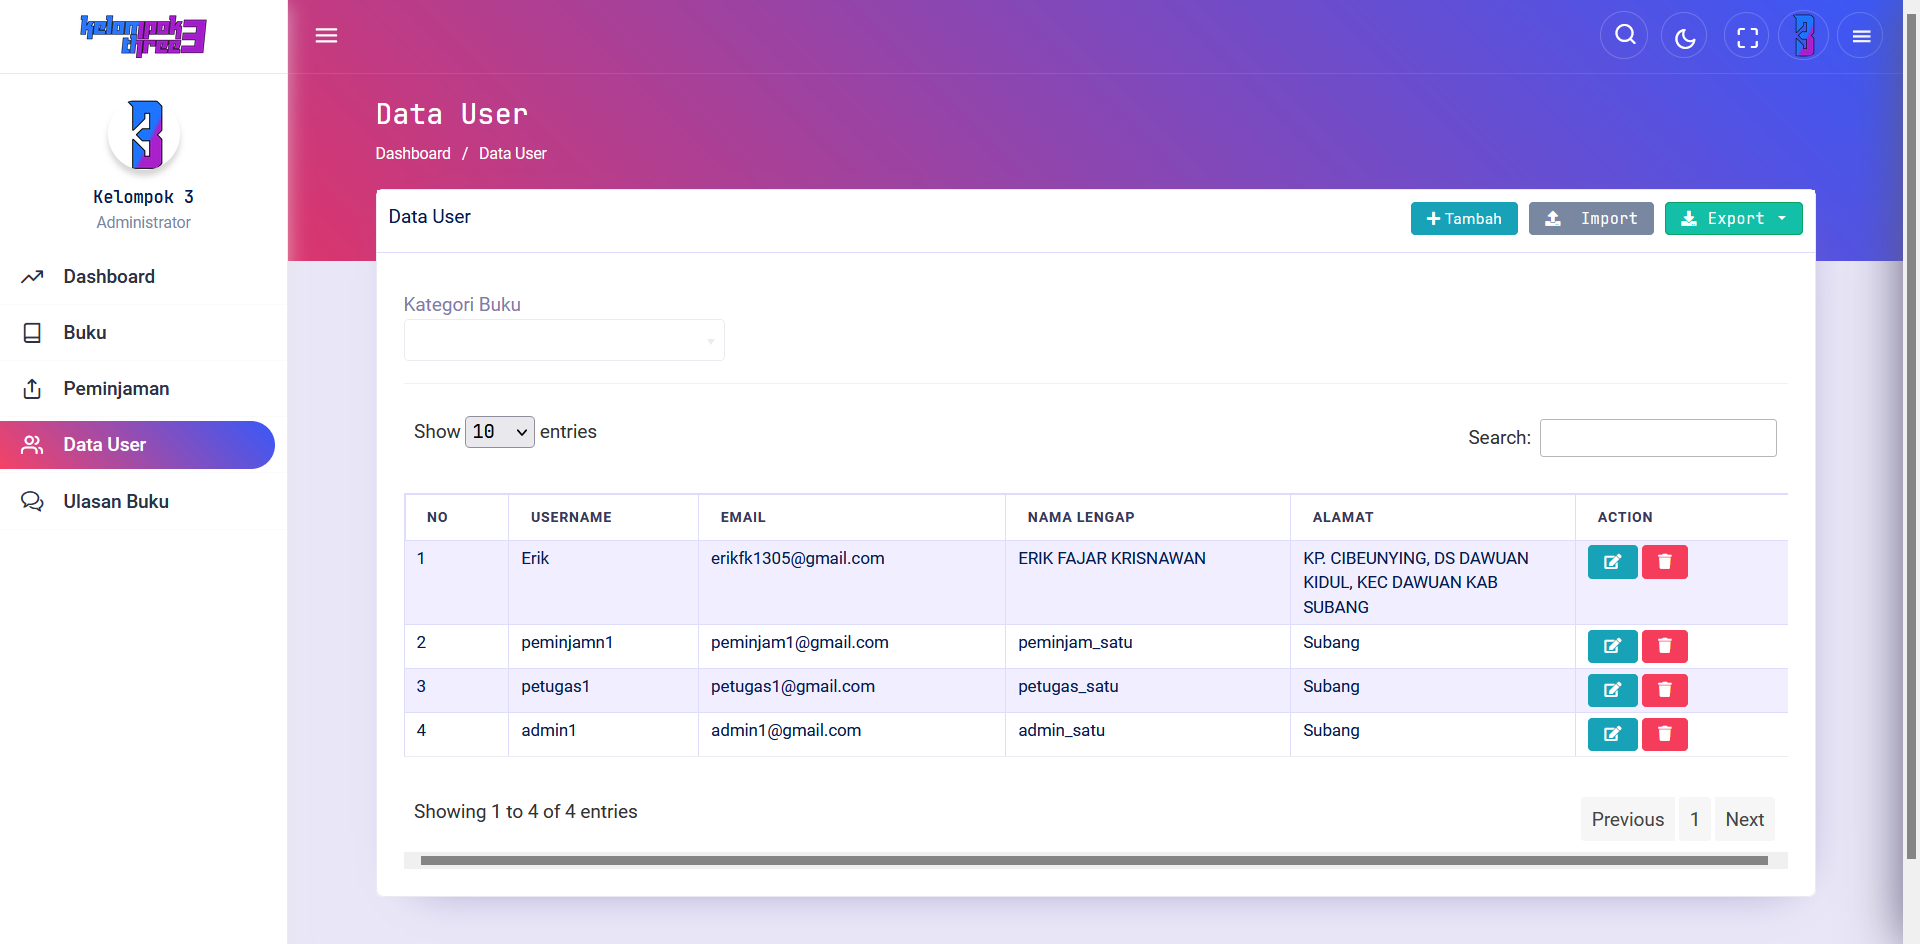 kelompok
three3
Kelompok 3
Administrator
Dashboard
Buku
Peminjaman
Data User
Ulasan Buku
Data User
Dashboard / Data User
Data User
Tambah
Import
Export
Kategori Buku
Show 10 entries
Search:
NO USERNAME EMAIL NAMA LENGAP ALAMAT ACTION
1 Erik erikfk1305@gmail.com ERIK FAJAR KRISNAWAN KP. CIBEUNYING, DS DAWUAN
KIDUL, KEC DAWUAN KAB
SUBANG
2 peminjamn1 peminjam1@gmail.com peminjam_satu Subang
3 petugas1 petugas1@gmail.com petugas_satu Subang
4 admin1 admin1@gmail.com admin_satu Subang
Showing 1 to 4 of 4 entries
Previous 1 Next